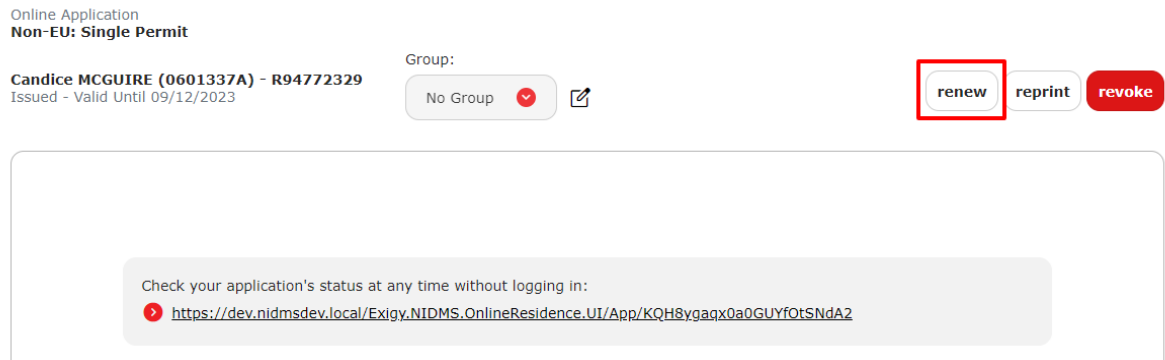 Online Application
Non-EU: Single Permit
Candice MCGUIRE (0601337A) - R94772329
Issued - Valid Until 09/12/2023
Group:
No Group
renew
reprint
revoke
Check your application's status at any time without logging in:
https://dev.nidmsdev.local/Exigy.NIDMS.OnlineResidence.UI/App/KQH8ygaqx0a0GUYfOtSNdA2